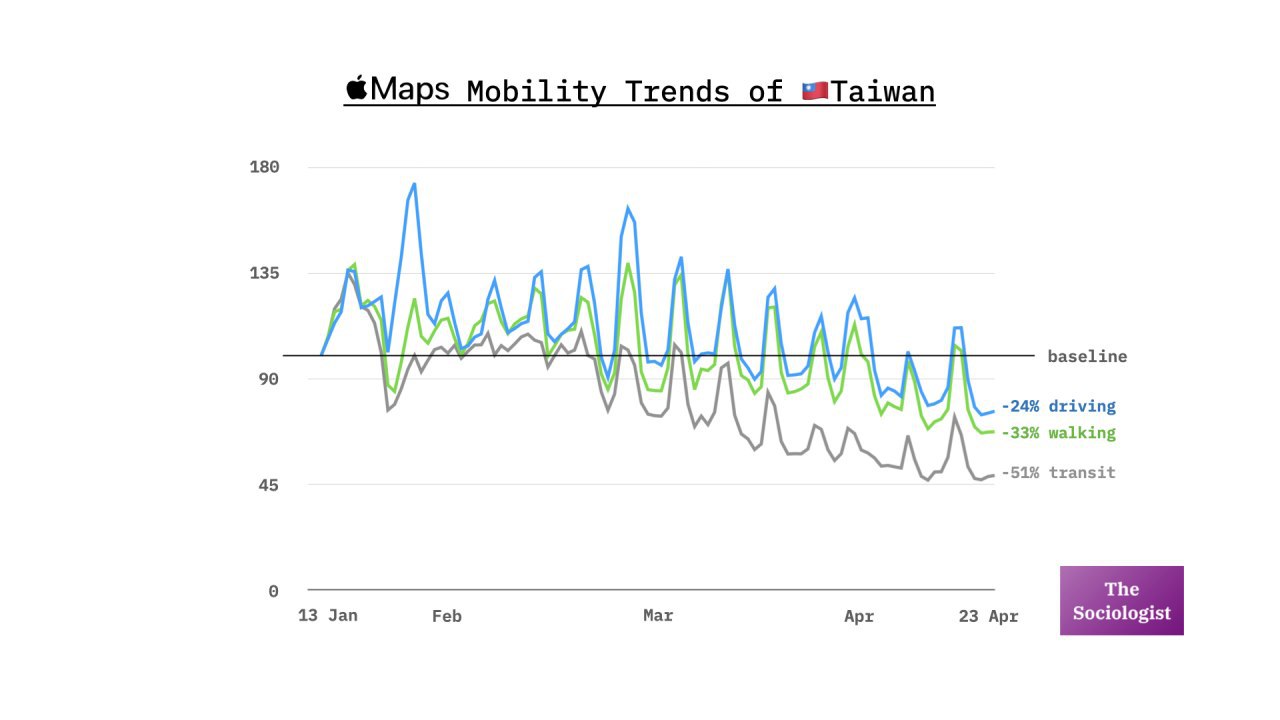 Maps Mobility Trends of 🇹🇼Taiwan
180
135
90
45
0
baseline
-24% driving
-33% walking
-51% transit
13 Jan Feb Mar Apr 23 Apr
The
Sociologist